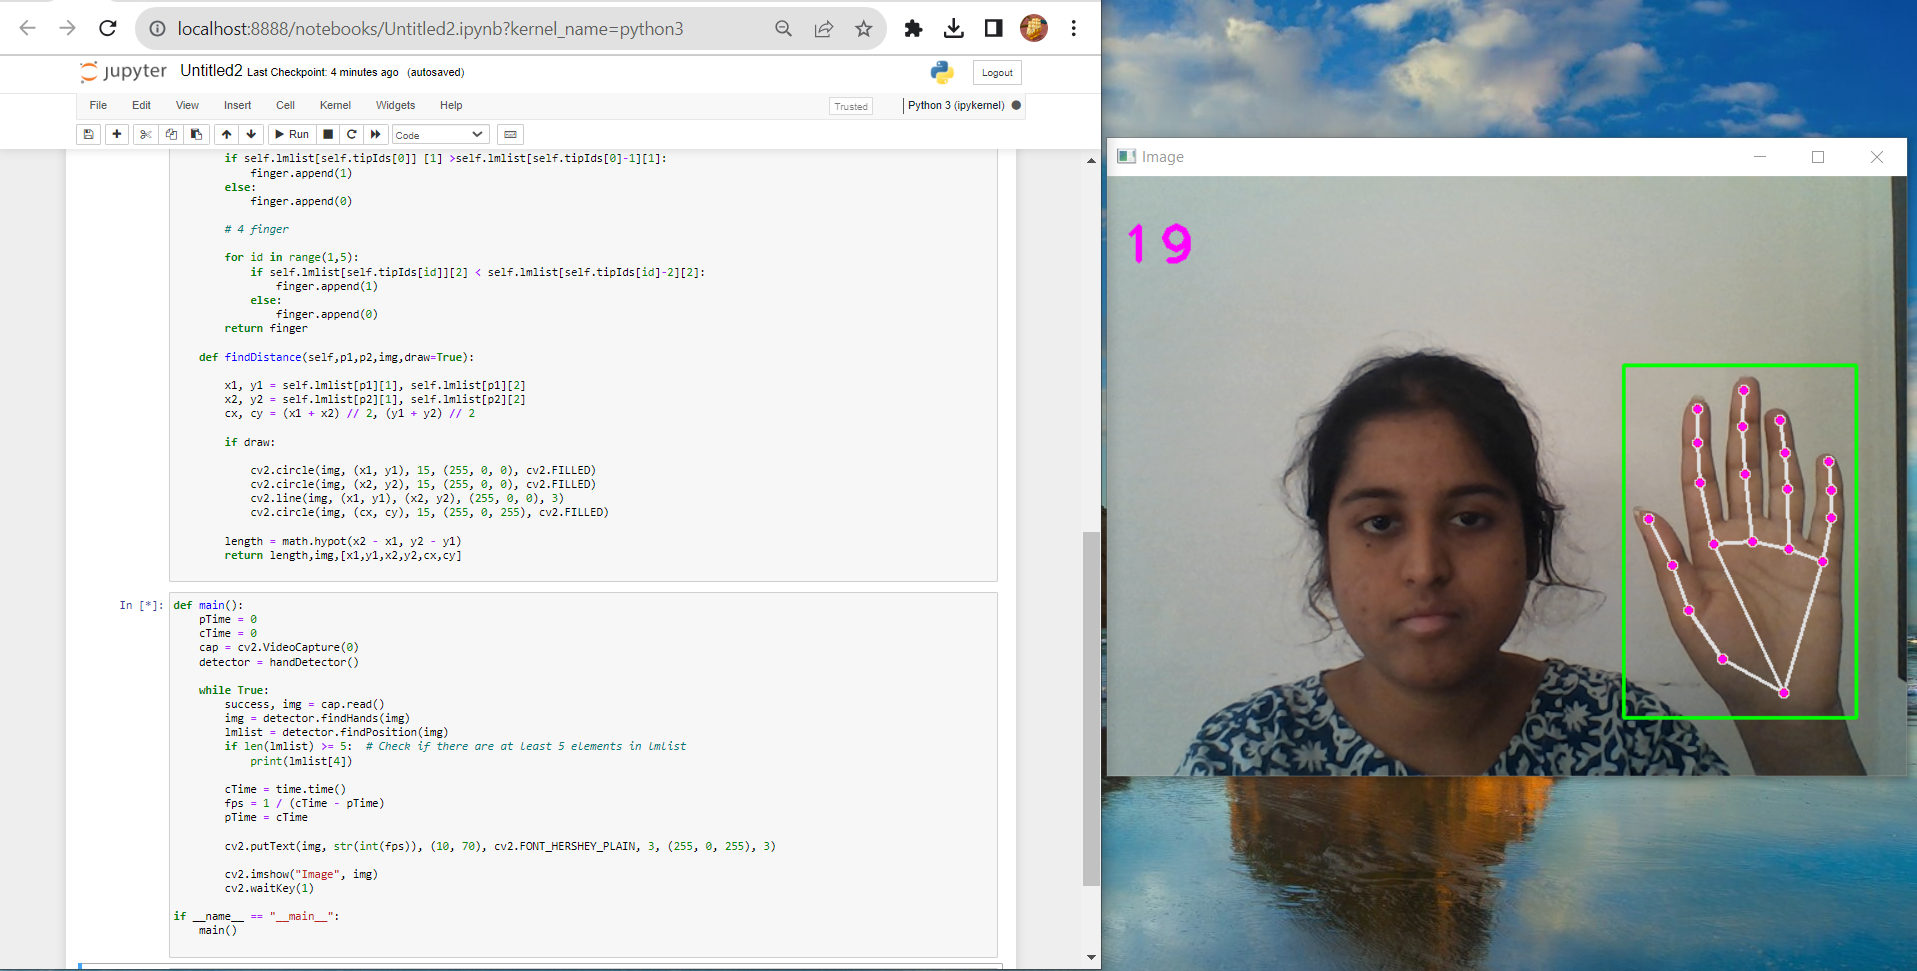 localhost:8888/notebooks/Untitled2.ipynb?kernel_name=python3
jupyter Untitled2 Last Checkpoint: 4 minutes ago (autosaved)
Logout
File Edit View Insert Cell Kernel Widgets Help
Trusted
Python 3 (ipykernel)
Run
Code
if self.lmlist[self.tipIds[0]] [1] >self.lmlist[self.tipIds[0]-1][1]:
finger.append(1)
else:
finger.append(0)
# 4 finger
for id in range(1,5):
if self.lmlist[self.tipIds[id]][2] < self.lmlist[self.tipIds[id]-2][2]:
finger.append(1)
else:
finger.append(0)
return finger
def findDistance(self,p1,p2,img,draw=True):
x1, y1 = self.lmlist[p1][1], self.lmlist[p1][2]
x2, y2 = self.lmlist[p2][1], self.lmlist[p2][2]
cx, cy = (x1 + x2) // 2, (y1 + y2) // 2
if draw:
cv2.circle(img, (x1, y1), 15, (255, 0, 0), cv2.FILLED)
cv2.circle(img, (x2, y2), 15, (255, 0, 0), cv2.FILLED)
cv2.line(img, (x1, y1), (x2, y2), (255, 0, 0), 3)
cv2.circle(img, (cx, cy), 15, (255, 0, 255), cv2.FILLED)
length = math.hypot(x2 - x1, y2 - y1)
return length,img,[x1,y1,x2,y2,cx,cy]
In [*]:
def main():
pTime = 0
cTime = 0
cap = cv2.VideoCapture(0)
detector = handDetector()
while True:
success, img = cap.read()
img = detector.findHands(img)
lmlist = detector.findPosition(img)
if len(lmlist) >= 5:  # Check if there are at least 5 elements in lmlist
print(lmlist[4])
cTime = time.time()
fps = 1 / (cTime - pTime)
pTime = cTime
cv2.putText(img, str(int(fps)), (10, 70), cv2.FONT_HERSHEY_PLAIN, 3, (255, 0, 255), 3)
cv2.imshow("Image", img)
cv2.waitKey(1)
if __name__ == "__main__":
main()
Image
19